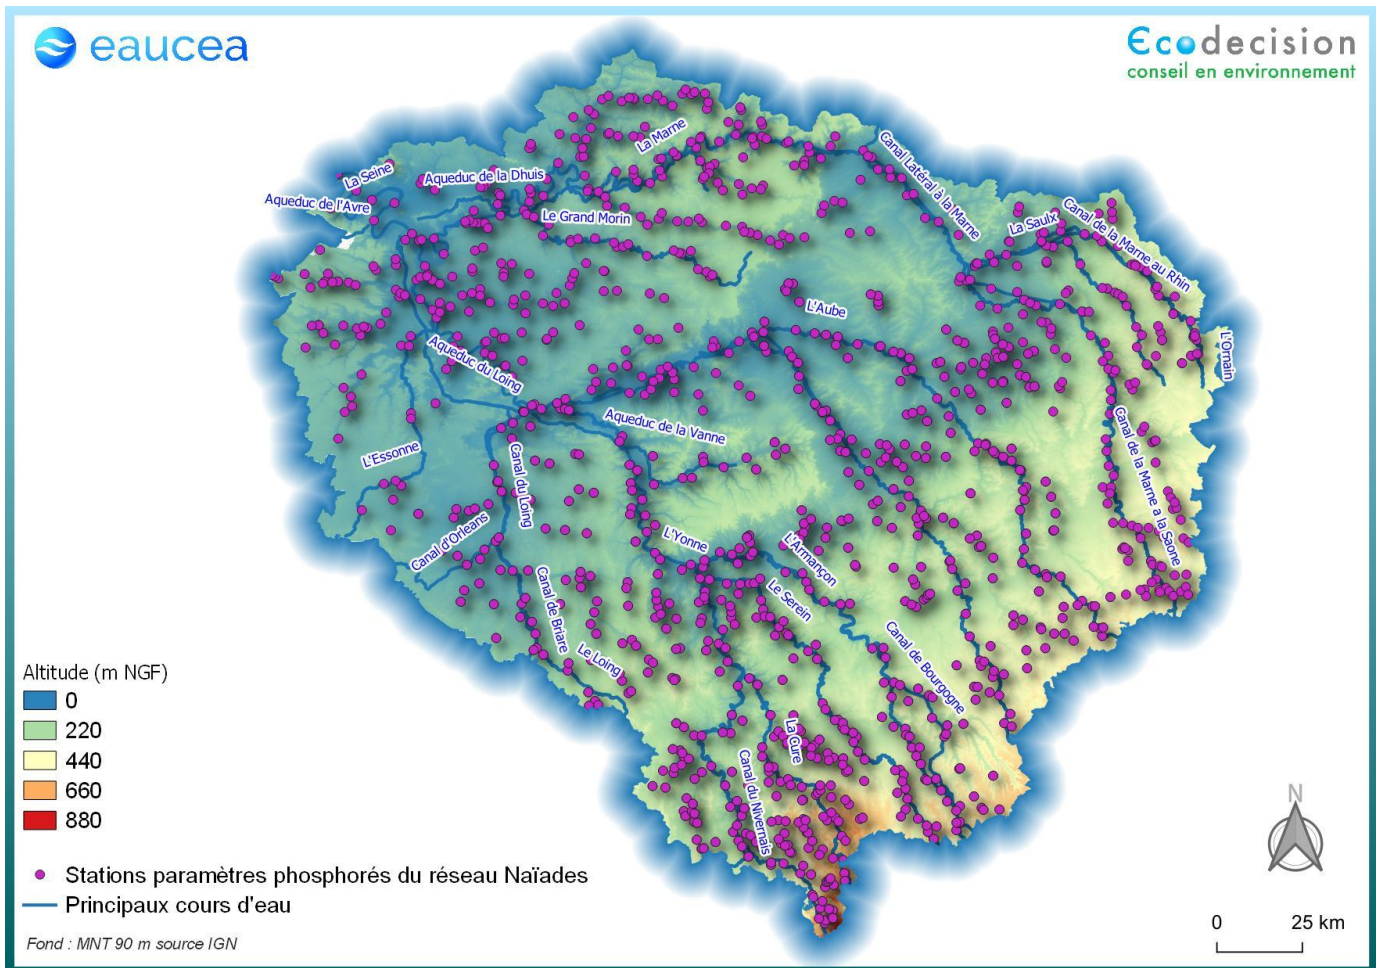 eaucea
Ecodecision
conseil en environnement
La Marne
La Seine
Aqueduc de la Dhuis
Aqueduc de l'Avre
Le Grand Morin
Canal Latéral à la Marne
La Saulx
Canal de la Marne au Rhin
L'Aube
L'Ornain
Aqueduc du Loing
Aqueduc de la Vanne
L'Essonne
Canal du Loing
Canal de la Marne a la Saone
Canal d'Orleans
L'Yonne
L'Armançon
Canal de Briare
Le Serein
Le Loing
Canal de Bourgogne
La Cure
Canal du Nivernais
Altitude (m NGF)
0
220
440
660
880
Stations paramètres phosphorés du réseau Naïades
Principaux cours d'eau
Fond : MNT 90 m source IGN
N
0 25 km